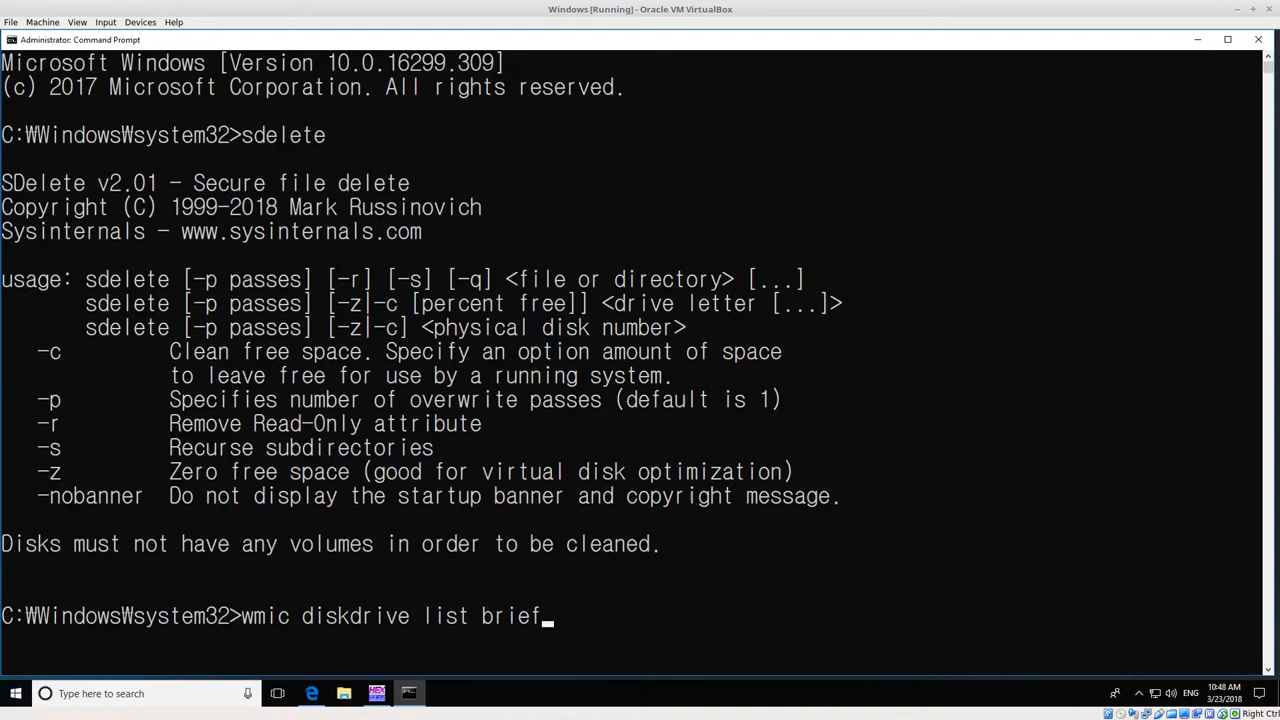 Windows [Running] - Oracle VM VirtualBox
File Machine View Input Devices Help
Administrator: Command Prompt
Microsoft Windows [Version 10.0.16299.309]
(c) 2017 Microsoft Corporation. All rights reserved.
C:₩Windows₩system32>sdelete
SDelete v2.01 - Secure file delete
Copyright (C) 1999-2018 Mark Russinovich
Sysinternals - www.sysinternals.com
usage: sdelete [-p passes] [-r] [-s] [-q] <file or directory> [...]
sdelete [-p passes] [-z|-c [percent free]] <drive letter [...]>
sdelete [-p passes] [-z|-c] <physical disk number>
-c Clean free space. Specify an option amount of space
to leave free for use by a running system.
-p Specifies number of overwrite passes (default is 1)
-r Remove Read-Only attribute
-s Recurse subdirectories
-z Zero free space (good for virtual disk optimization)
-nobanner Do not display the startup banner and copyright message.
Disks must not have any volumes in order to be cleaned.
C:₩Windows₩system32>wmic diskdrive list brief
Type here to search
HEX
ENG
10:48 AM
3/23/2018
Right Ctrl